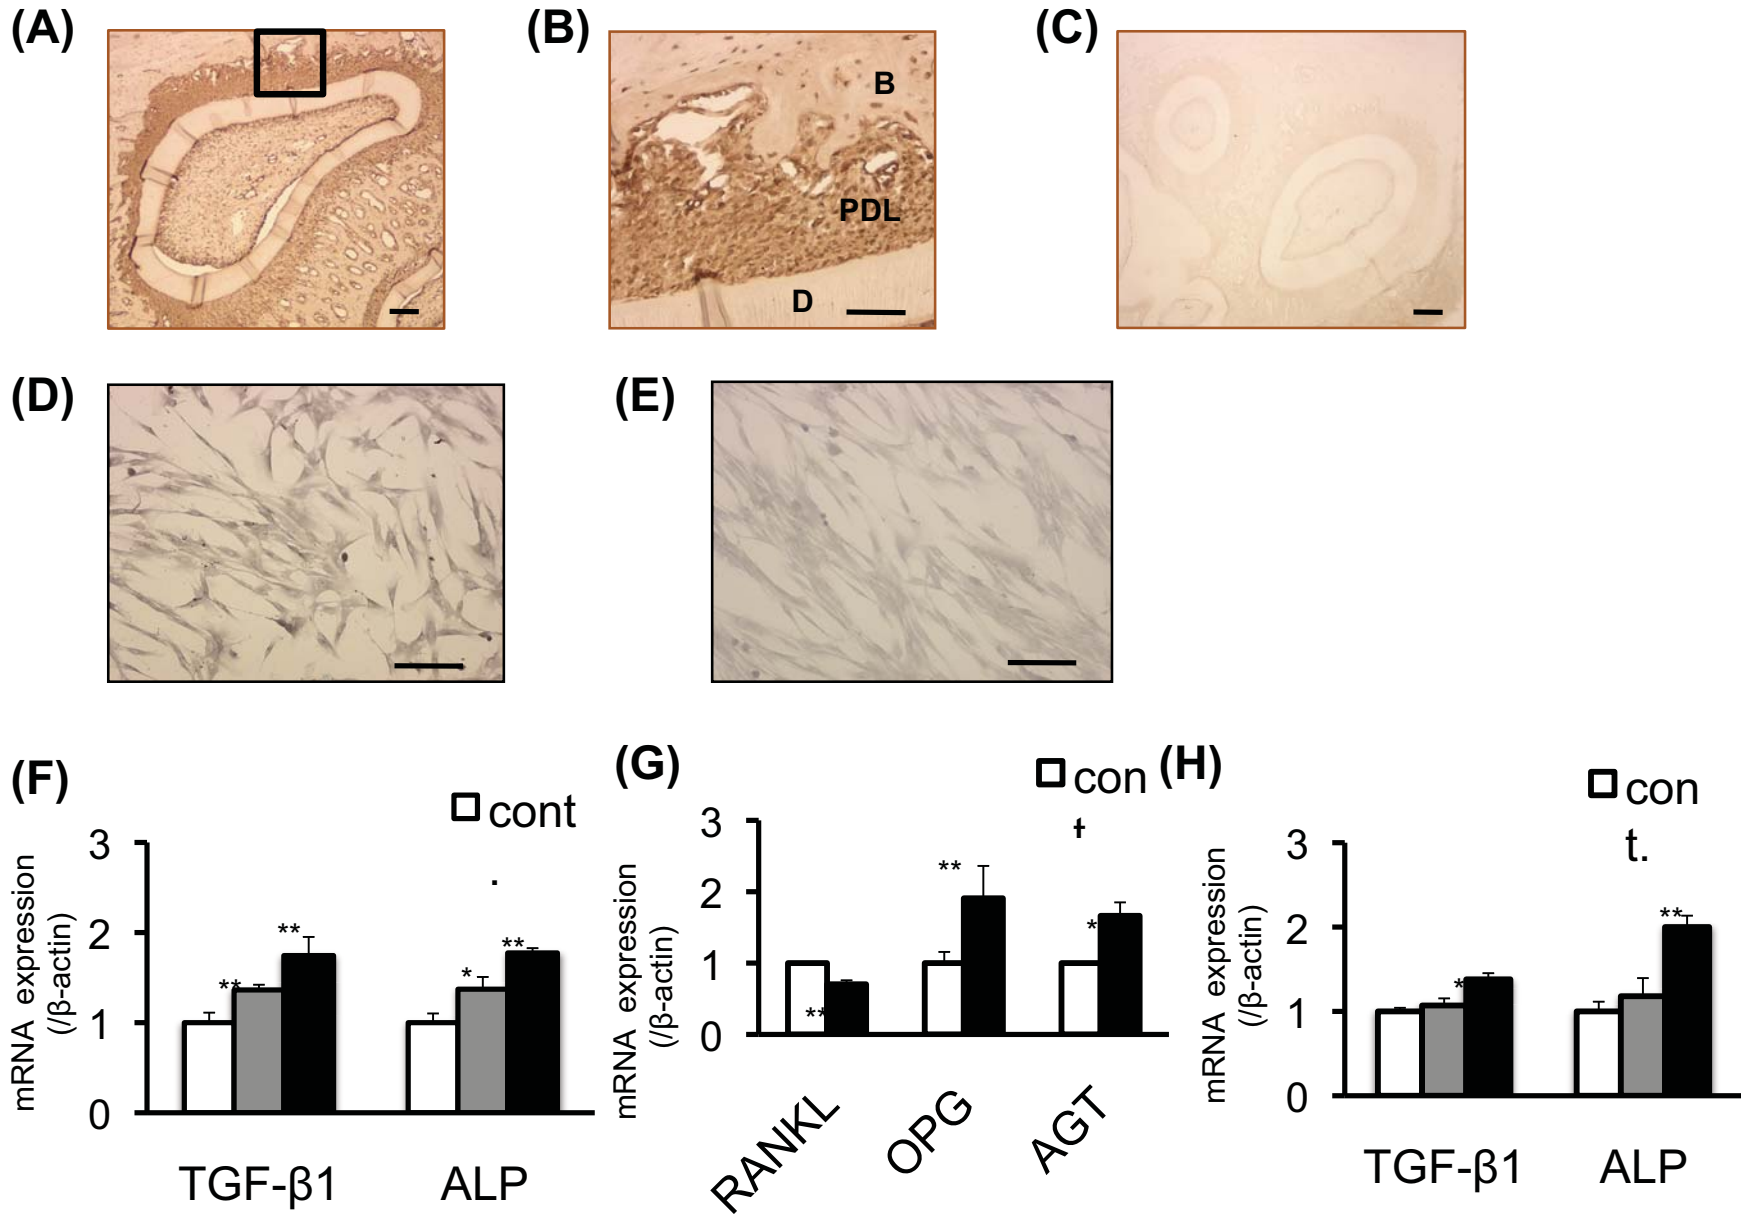 (A)
(B)
(C)
B
PDL
D
(D)
(E)
(F)
cont
.
3
2
1
0
mRNA expression
(/β-actin)
**
**
*
**
TGF-β1
ALP
(G)
con
t
3
2
1
0
mRNA expression
(/β-actin)
**
**
*
RANKL
OPG
AGT
(H)
con
t.
3
2
1
0
mRNA expression
(/β-actin)
*
**
TGF-β1
ALP